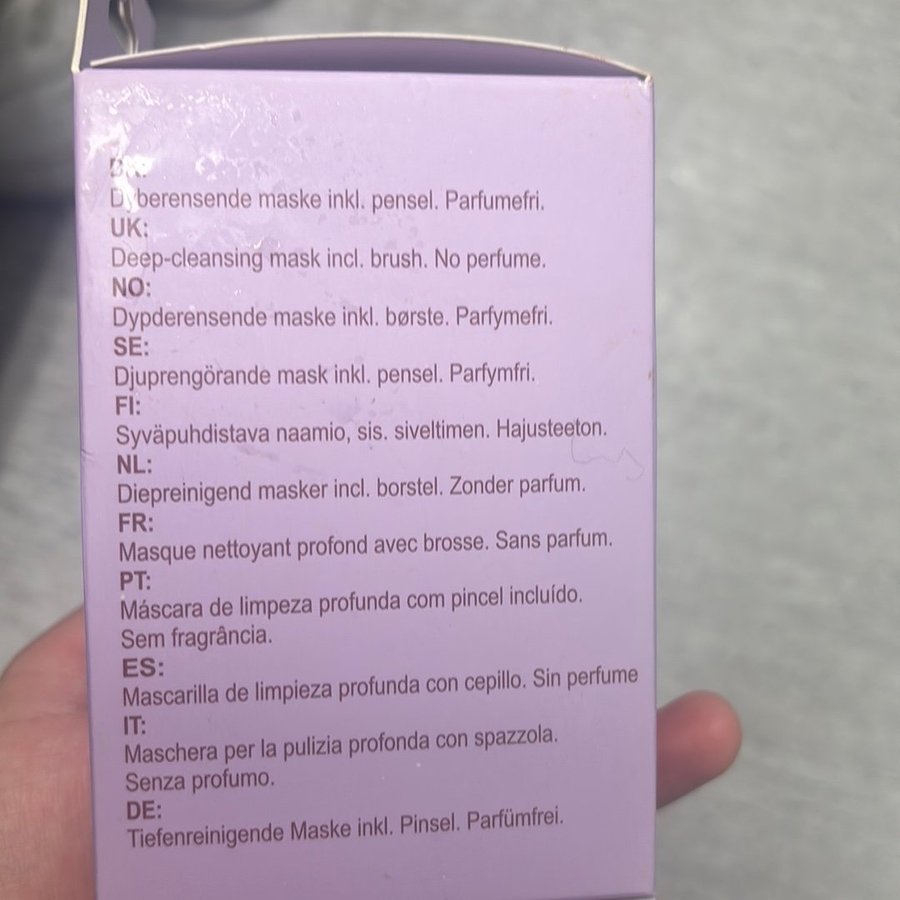 Dyberensende maske inkl. pensel. Parfumefri.
UK:
Deep-cleansing mask incl. brush. No perfume.
NO:
Dypderensende maske inkl. børste. Parfymefri.
SE:
Djuprengörande mask inkl. pensel. Parfymfri.
FI:
Syväpuhdistava naamio, sis. siveltimen. Hajusteeton.
NL:
Diepreinigend masker incl. borstel. Zonder parfum.
FR:
Masque nettoyant profond avec brosse. Sans parfum.
PT:
Máscara de limpeza profunda com pincel incluído.
Sem fragrância.
ES:
Mascarilla de limpieza profunda con cepillo. Sin perfume
IT:
Maschera per la pulizia profonda con spazzola.
Senza profumo.
DE:
Tiefenreinigende Maske inkl. Pinsel. Parfümfrei.